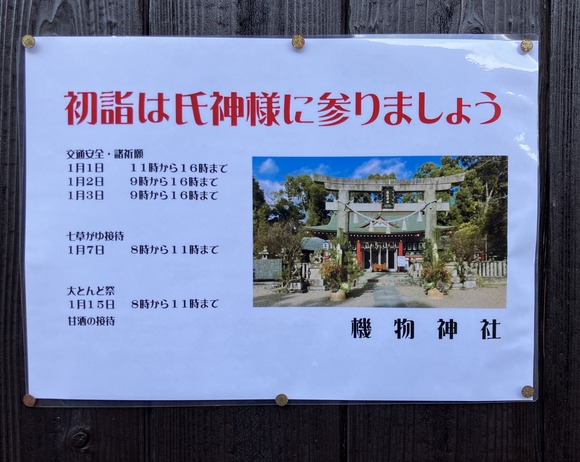 初詣は氏神様に参りましょう
交通安全・諸祈願
1月1日　11時から16時まで
1月2日　9時から16時まで
1月3日　9時から16時まで
七草がゆ接待
1月7日　8時から11時まで
大とんど祭
1月15日　8時から11時まで
甘酒の接待
機物神社